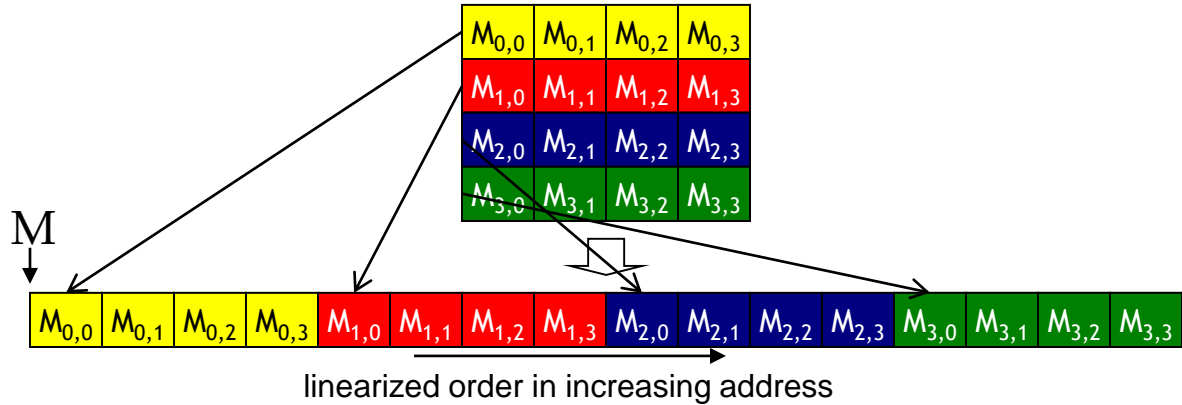 M0,0 M0,1 M0,2 M0,3
M1,0 M1,1 M1,2 M1,3
M2,0 M2,1 M2,2 M2,3
M3,0 M3,1 M3,2 M3,3
M
M0,0 M0,1 M0,2 M0,3 M1,0 M1,1 M1,2 M1,3 M2,0 M2,1 M2,2 M2,3 M3,0 M3,1 M3,2 M3,3
linearized order in increasing address